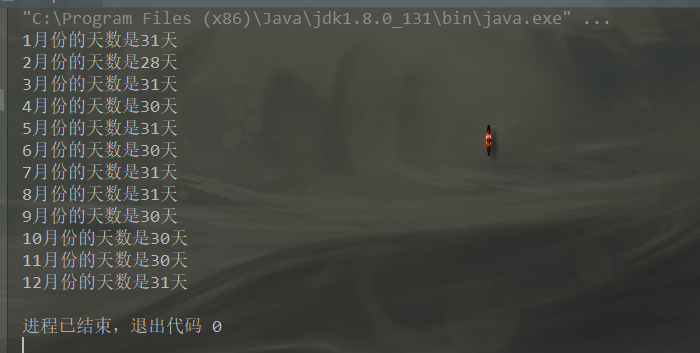 "C:\Program Files (x86)\Java\jdk1.8.0_131\bin\java.exe" ...
1月份的天数是31天
2月份的天数是28天
3月份的天数是31天
4月份的天数是30天
5月份的天数是31天
6月份的天数是30天
7月份的天数是31天
8月份的天数是31天
9月份的天数是30天
10月份的天数是30天
11月份的天数是30天
12月份的天数是31天
进程已结束，退出代码 0